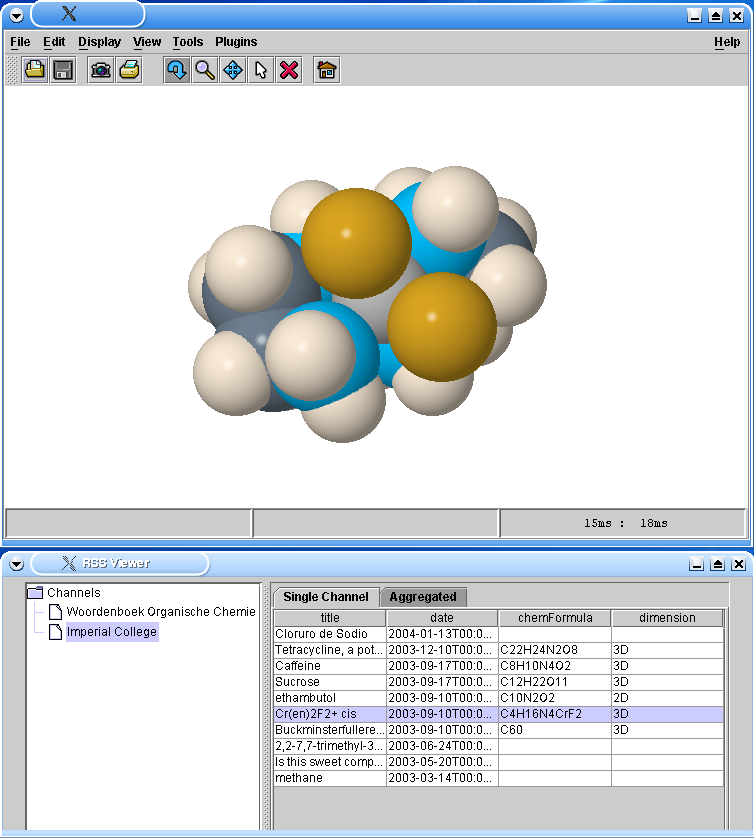 File Edit Display View Tools Plugins Help
15ms : 18ms
RSS Viewer
Channels
Woordenboek Organische Chemie
Imperial College
Single Channel Aggregated
title date chemFormula dimension
Cloruro de Sodio 2004-01-13T00:0...
Tetracycline, a pot... 2003-12-10T00:0... C22H24N2O8 3D
Caffeine 2003-09-17T00:0... C8H10N4O2 3D
Sucrose 2003-09-17T00:0... C12H22O11 3D
ethambutol 2003-09-10T00:0... C10N2O2 2D
Cr(en)2F2+ cis 2003-09-10T00:0... C4H16N4CrF2 3D
Buckminsterfullere... 2003-09-10T00:0... C60 3D
2,2-7,7-trimethyl-3... 2003-06-24T00:0...
Is this sweet comp... 2003-05-20T00:0...
methane 2003-03-14T00:0...